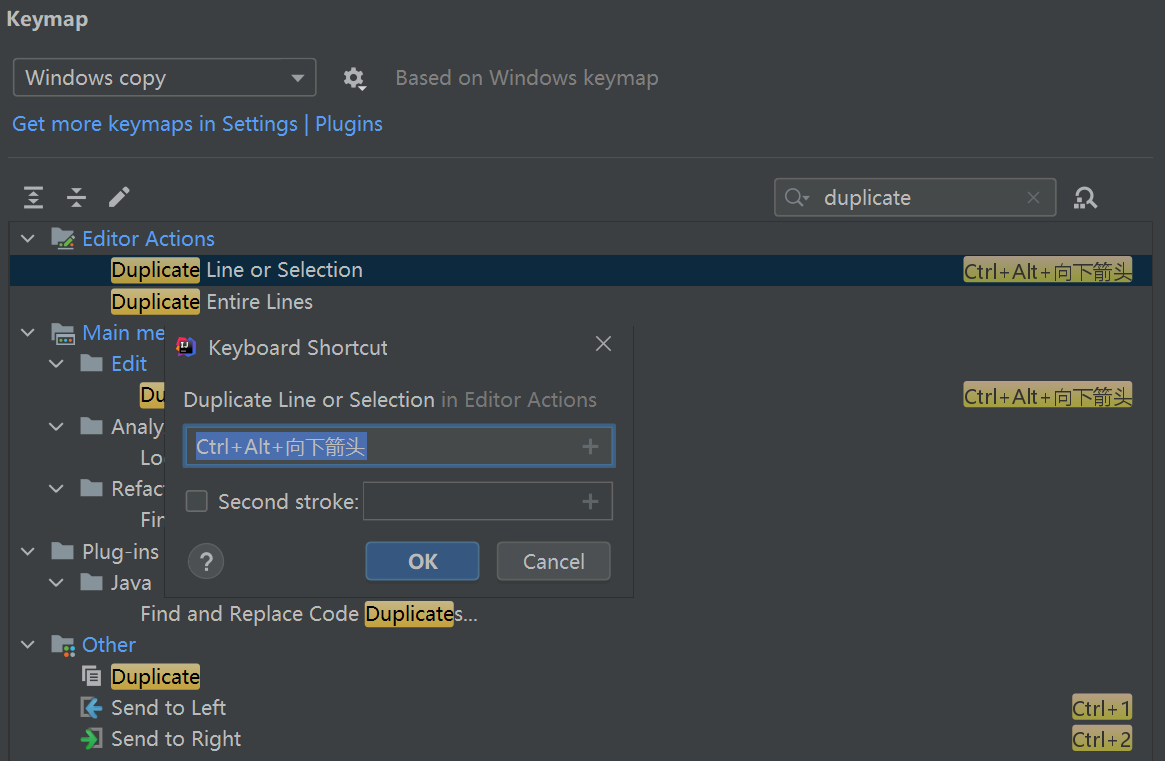 Keymap
Windows copy
Based on Windows keymap
Get more keymaps in Settings | Plugins
duplicate
Editor Actions
Duplicate Line or Selection Ctrl+Alt+向下箭头
Duplicate Entire Lines
Main me
Keyboard Shortcut
Edit
Du Ctrl+Alt+向下箭头
Duplicate Line or Selection in Editor Actions
Analy
Ctrl+Alt+向下箭头
Lo
Refac
Second stroke:
Fin
Plug-ins
? OK Cancel
Java
Find and Replace Code Duplicates...
Other
Duplicate
Send to Left Ctrl+1
Send to Right Ctrl+2